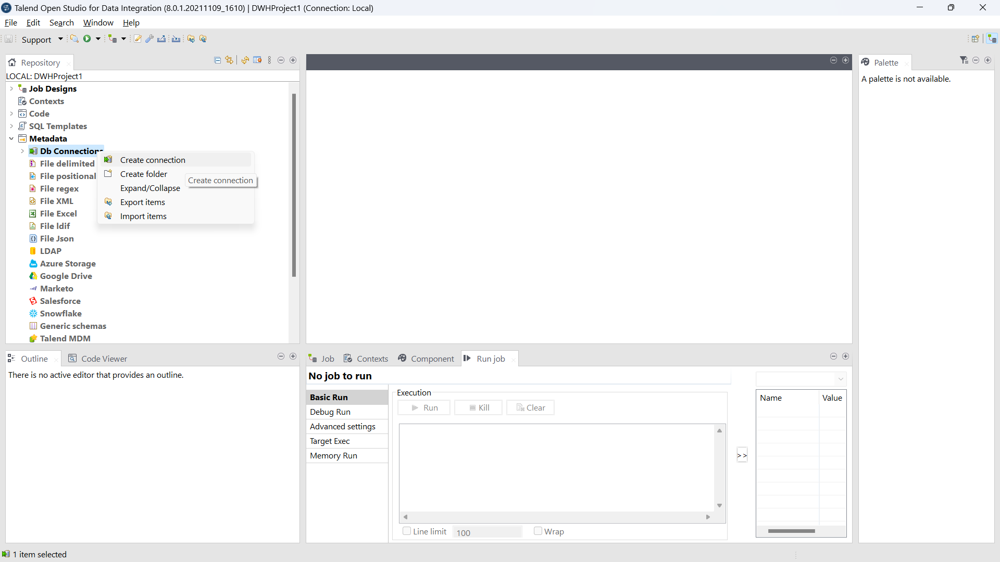 Talend Open Studio for Data Integration (8.0.1.20211109_1610) | DWHProject1 (Connection: Local)
File Edit Search Window Help
Support
Repository
LOCAL: DWHProject1
Job Designs
Contexts
Code
SQL Templates
Metadata
Db Connections
File delimited
File positional
File regex
File XML
File Excel
File ldif
File Json
LDAP
Azure Storage
Google Drive
Marketo
Salesforce
Snowflake
Generic schemas
Talend MDM
Create connection
Create folder
Create connection
Expand/Collapse
Export items
Import items
Palette
A palette is not available.
Outline Code Viewer
There is no active editor that provides an outline.
Job Contexts Component Run job
No job to run
Basic Run
Debug Run
Advanced settings
Target Exec
Memory Run
Execution
Run Kill Clear
Line limit 100 Wrap
>>
Name Value
1 item selected